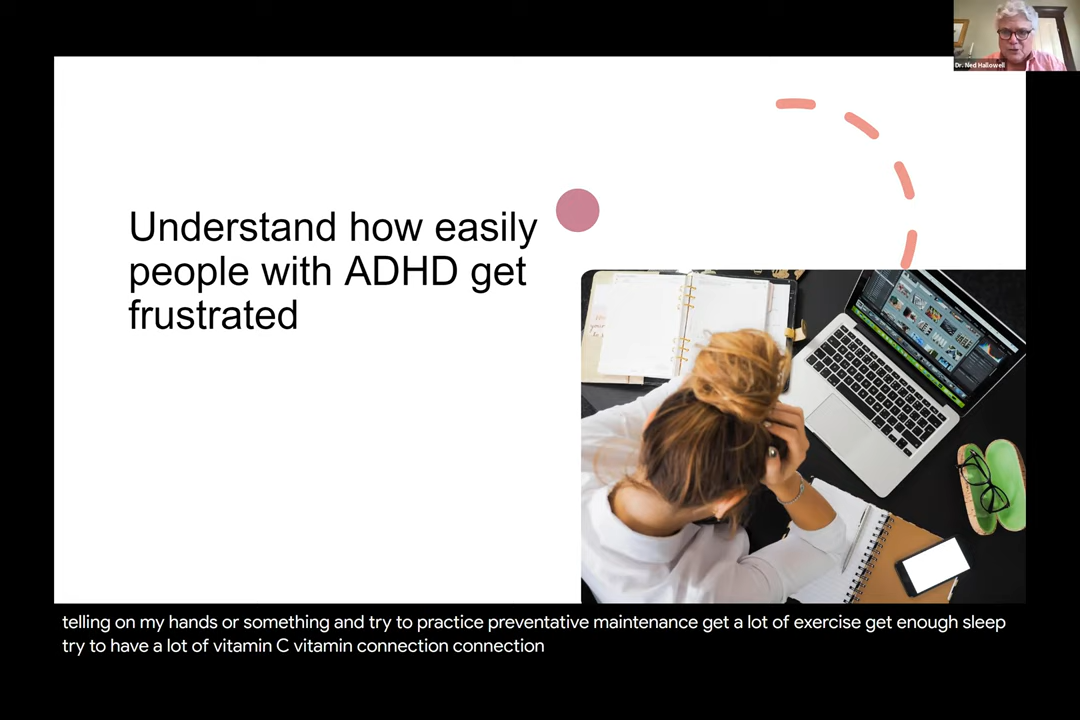 Dr. Ned Hallowell
Understand how easily
people with ADHD get
frustrated
telling on my hands or something and try to practice preventative maintenance get a lot of exercise get enough sleep
try to have a lot of vitamin C vitamin connection connection